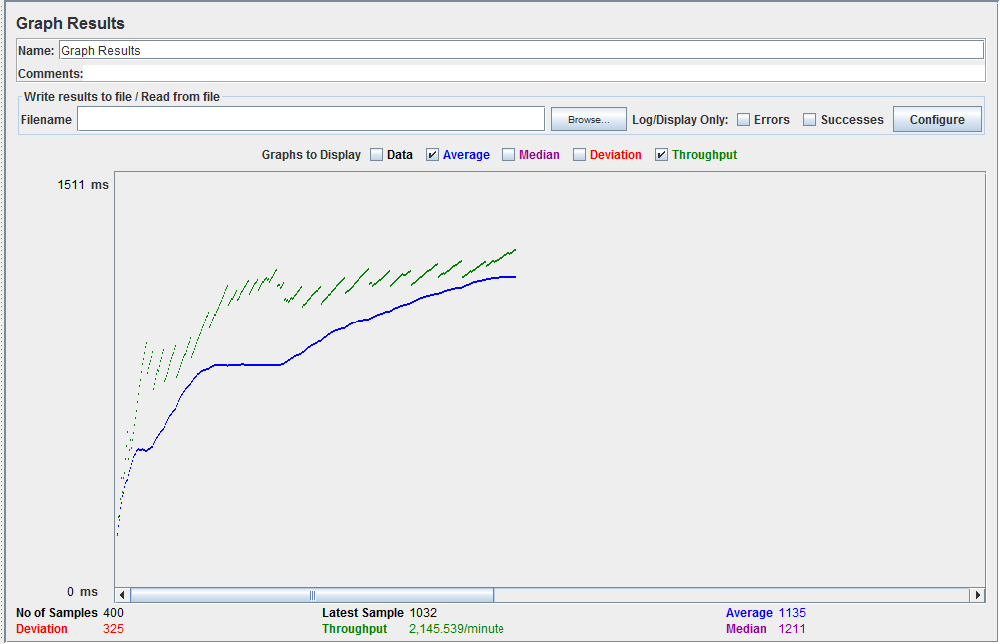 Graph Results
Name: Graph Results
Comments:
Write results to file / Read from file
Filename Browse... Log/Display Only: Errors Successes Configure
Graphs to Display Data Average Median Deviation Throughput
1511 ms
0 ms
No of Samples 400 Latest Sample 1032 Average 1135
Deviation 325 Throughput 2,145.539/minute Median 1211